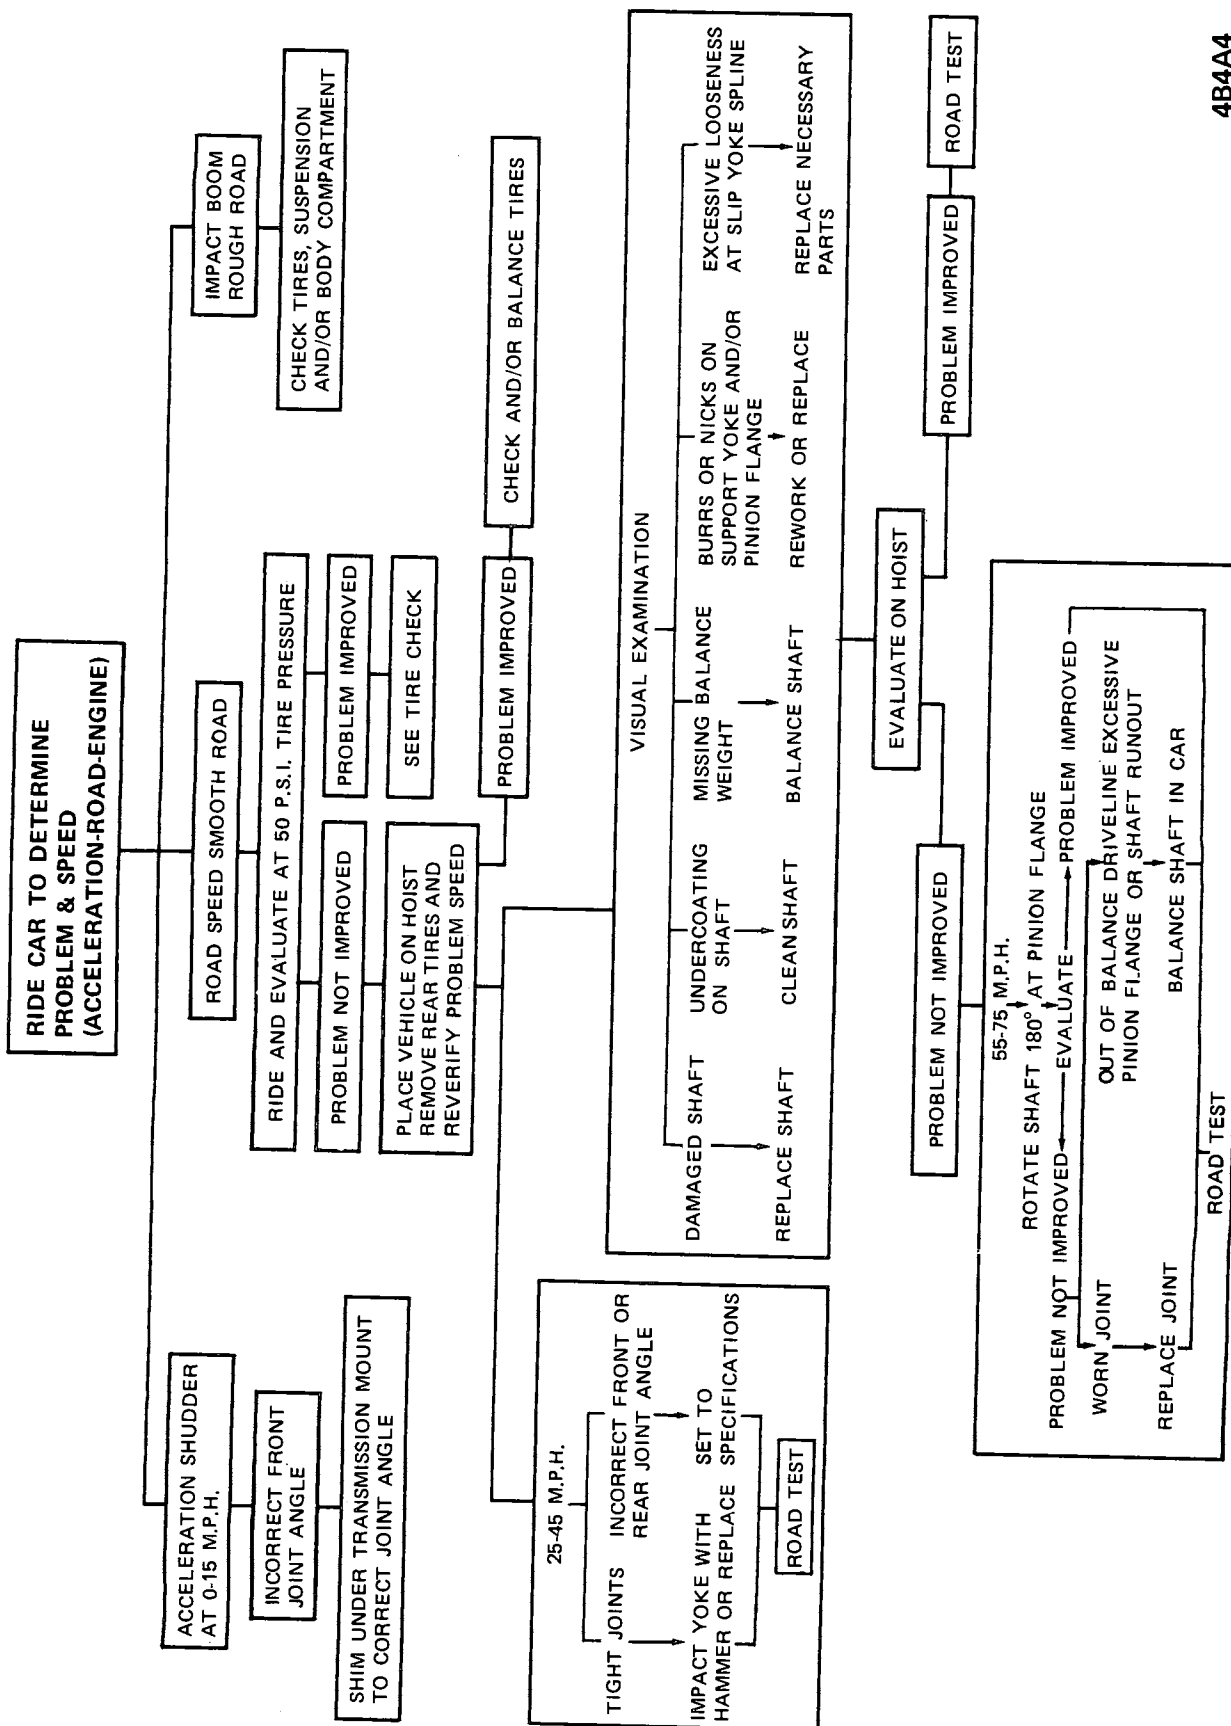 RIDE CAR TO DETERMINE
PROBLEM & SPEED
(ACCELERATION-ROAD-ENGINE)
ACCELERATION SHUDDER
AT 0-15 M.P.H.
INCORRECT FRONT
JOINT ANGLE
SHIM UNDER TRANSMISSION MOUNT
TO CORRECT JOINT ANGLE
ROAD SPEED SMOOTH ROAD
RIDE AND EVALUATE AT 50 P.S.I. TIRE PRESSURE
PROBLEM NOT IMPROVED
PROBLEM IMPROVED
PLACE VEHICLE ON HOIST
REMOVE REAR TIRES AND
REVERIFY PROBLEM SPEED
SEE TIRE CHECK
PROBLEM IMPROVED
CHECK AND/OR BALANCE TIRES
IMPACT BOOM
ROUGH ROAD
CHECK TIRES, SUSPENSION
AND/OR BODY COMPARTMENT
25-45 M.P.H.
TIGHT JOINTS
INCORRECT FRONT OR
REAR JOINT ANGLE
IMPACT YOKE WITH
HAMMER OR REPLACE
SET TO
SPECIFICATIONS
ROAD TEST
VISUAL EXAMINATION
DAMAGED SHAFT
REPLACE SHAFT
UNDERCOATING
ON SHAFT
CLEAN SHAFT
MISSING BALANCE
WEIGHT
BALANCE SHAFT
BURRS OR NICKS ON
SUPPORT YOKE AND/OR
PINION FLANGE
REWORK OR REPLACE
EXCESSIVE LOOSENESS
AT SLIP YOKE SPLINE
REPLACE NECESSARY
PARTS
EVALUATE ON HOIST
PROBLEM NOT IMPROVED
PROBLEM IMPROVED
ROAD TEST
55-75 M.P.H.
ROTATE SHAFT 180° AT PINION FLANGE
PROBLEM NOT IMPROVED
EVALUATE
PROBLEM IMPROVED
WORN JOINT
OUT OF BALANCE DRIVELINE EXCESSIVE
PINION FLANGE OR SHAFT RUNOUT
REPLACE JOINT
BALANCE SHAFT IN CAR
ROAD TEST
4B4A4